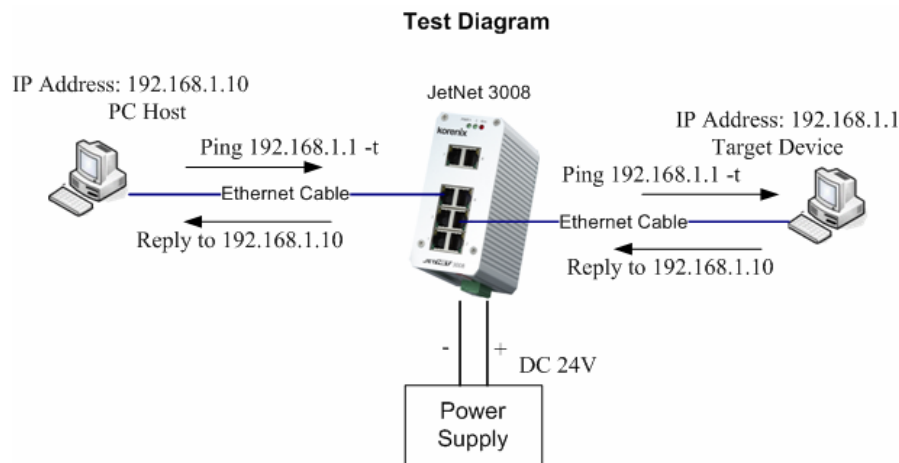 Test Diagram
IP Address: 192.168.1.10
PC Host
JetNet 3008
korenix
IP Address: 192.168.1.1
Target Device
Ping 192.168.1.1 -t
Ping 192.168.1.1 -t
Ethernet Cable
Ethernet Cable
Reply to 192.168.1.10
Reply to 192.168.1.10
- +
DC 24V
Power
Supply